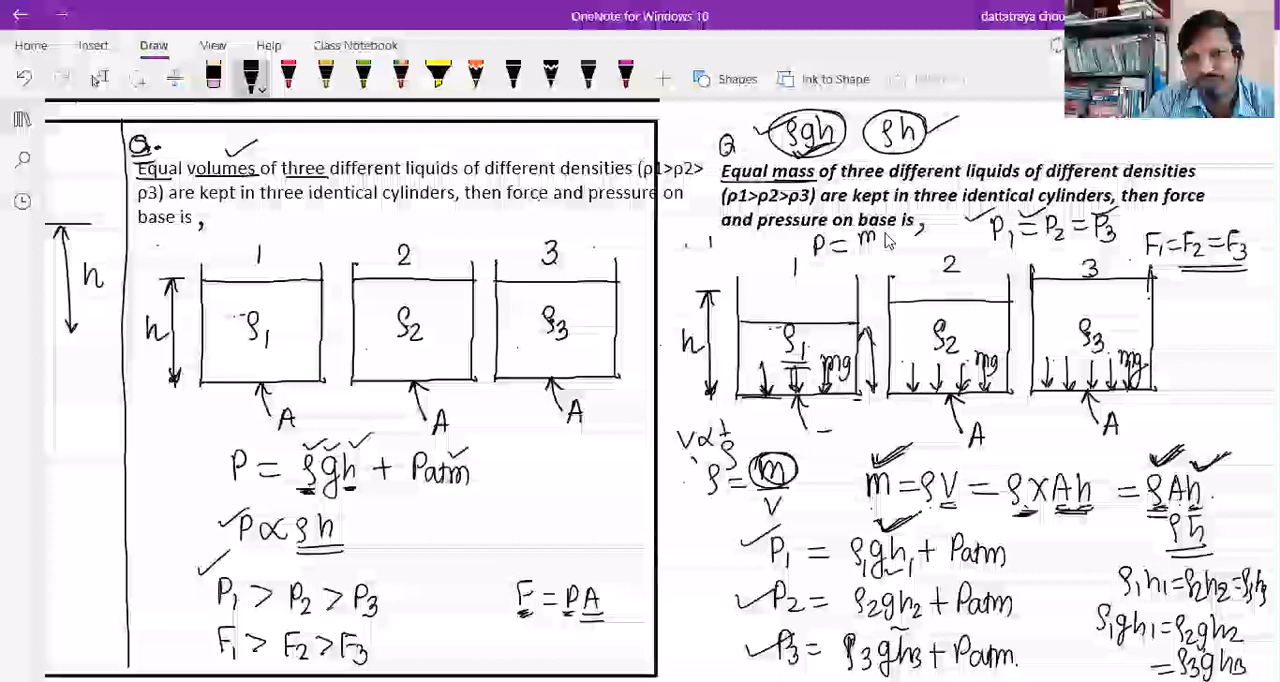 OneNote for Windows 10
dattatraya chou
Home Insert Draw View Help Class Notebook
Shapes Ink to Shape
Q.
Equal volumes of three different liquids of different densities (ρ1>ρ2>
ρ3) are kept in three identical cylinders, then force and pressure on
base is ,
h
1 2 3
h ρ1 ρ2 ρ3
A A A
P = ρgh + Patm
P ∝ ρh
P1 > P2 > P3
F1 > F2 > F3
F = PA
Q ρgh ρh
Equal mass of three different liquids of different densities
(ρ1>ρ2>ρ3) are kept in three identical cylinders, then force
and pressure on base is ,
P1 = P2 = P3
F1 = F2 = F3
P = m
1 2 3
h ρ1 ρ2 ρ3
mg mg mg
A A
V ∝ 1/ρ
ρ = m/V
m = ρV = ρ × Ah = ρAh
ρh
P1 = ρ1gh1 + Patm
P2 = ρ2gh2 + Patm
P3 = ρ3gh3 + Patm.
ρ1h1 = ρ2h2 = ρ3h3
ρ1gh1 = ρ2gh2
= ρ3gh3